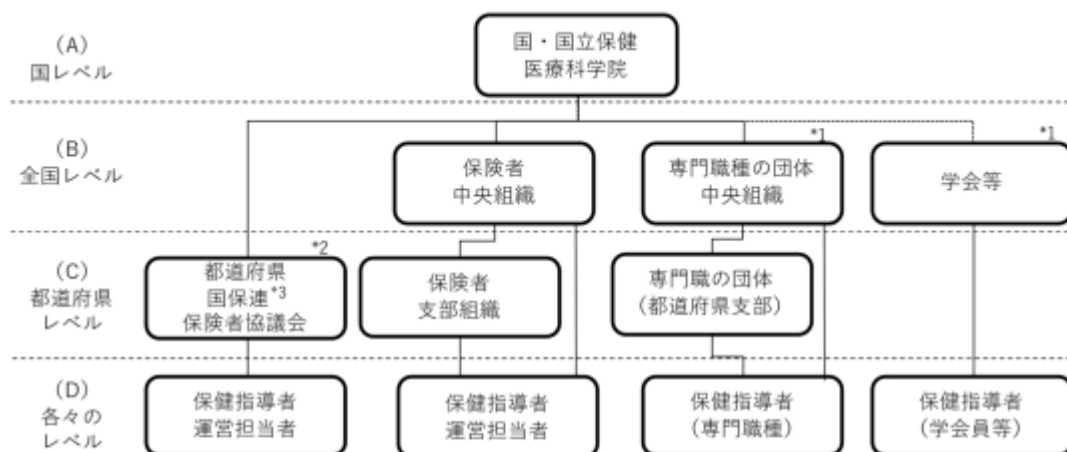 (A)
国レベル
国・国立保健
医療科学院
(B)
全国レベル
保険者
中央組織
*1
専門職種の団体
中央組織
*1
学会等
(C)
都道府県
レベル
*2
都道府県
国保連*3
保険者協議会
保険者
支部組織
専門職の団体
(都道府県支部)
(D)
各々の
レベル
保健指導者
運営担当者
保健指導者
運営担当者
保健指導者
(専門職種)
保健指導者
(学会員等)